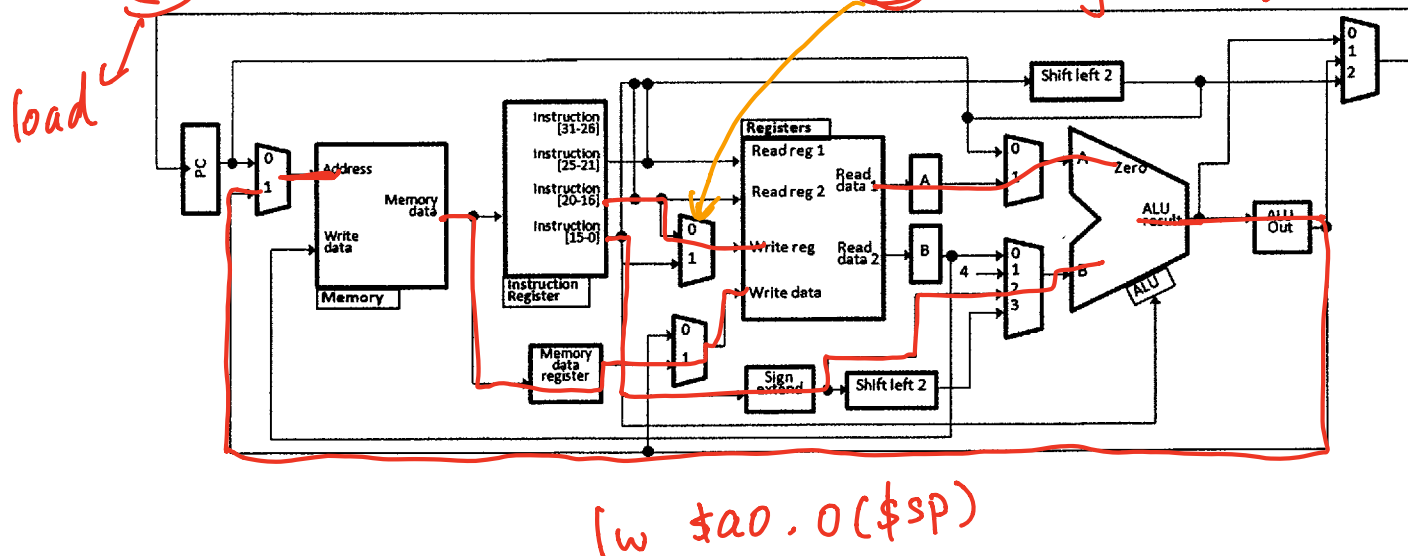 load
PC
0
1
Address
Memory
data
Write
data
Memory
Instruction
[31-26]
Instruction
[25-21]
Instruction
[20-16]
Instruction
[15-0]
Instruction
Register
Memory
data
register
0
1
0
1
Registers
Read reg 1
Read reg 2
Write reg
Write data
Read
data 1
Read
data 2
Sign
extend
Shift left 2
Shift left 2
A
B
0
1
4
0
1
2
3
A
B
Zero
ALU
result
ALU
ALU
Out
0
1
2
lw $a0, 0($sp)